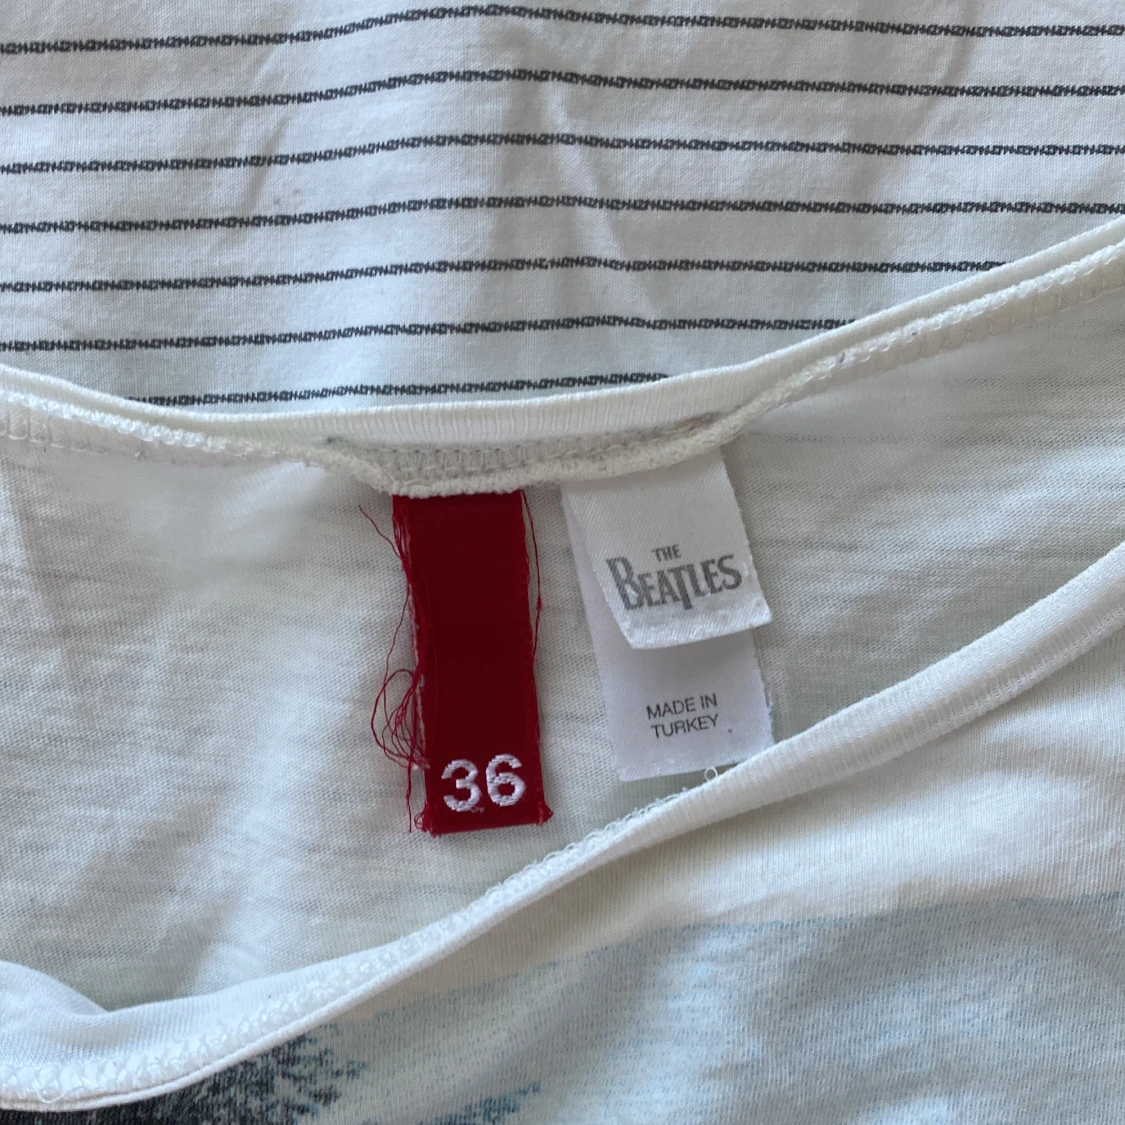 36
THE
BEATLES
MADE IN
TURKEY